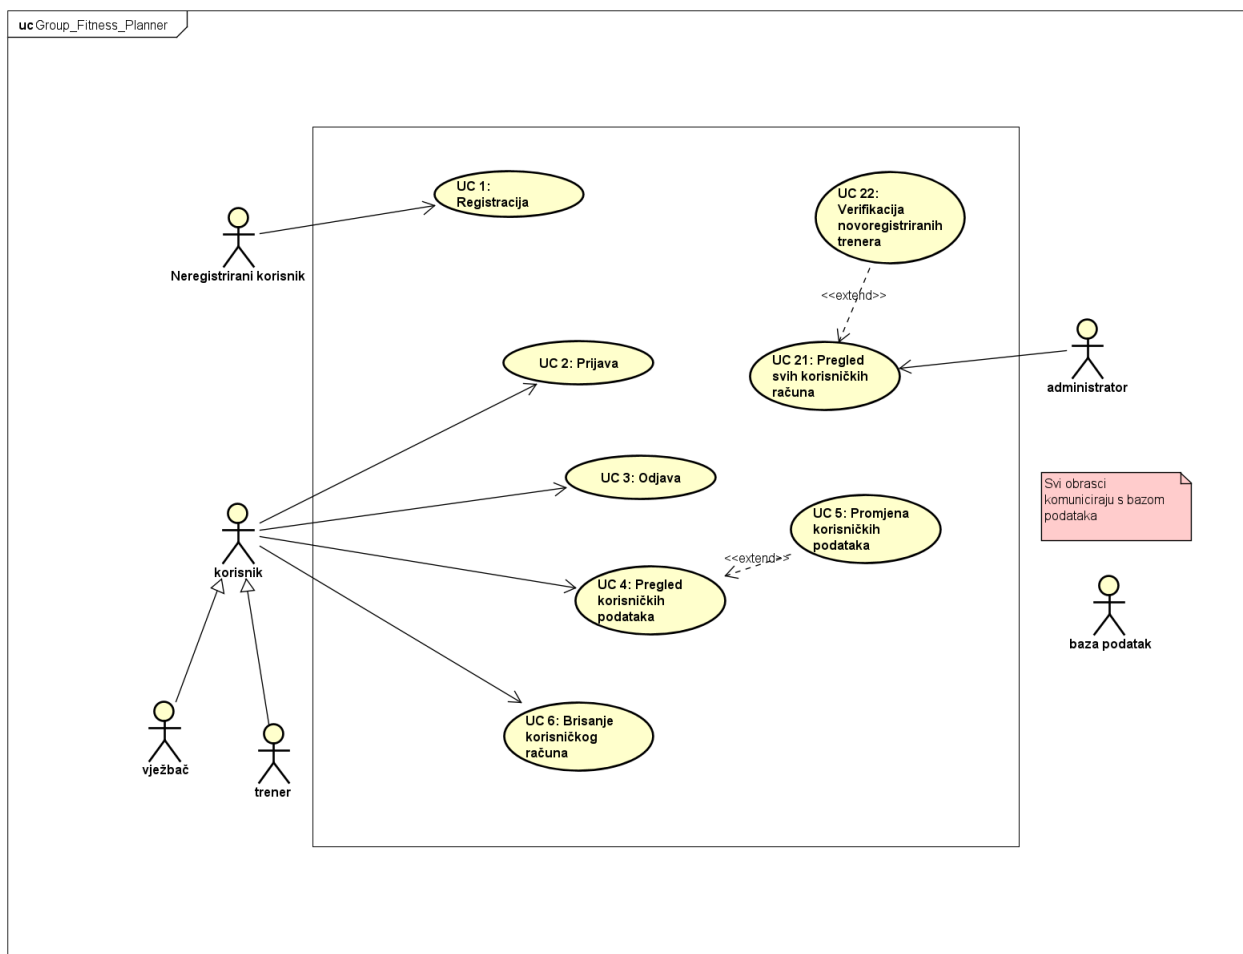 uc Group_Fitness_Planner
UC 1:
Registracija
UC 22:
Verifikacija
novoregistriranih
trenera
Neregistrirani korisnik
<<extend>>
UC 2: Prijava
UC 21: Pregled
svih korisničkih
računa
administrator
UC 3: Odjava
Svi obrasci
komuniciraju s bazom
podataka
UC 5: Promjena
korisničkih
podataka
korisnik
<<extend>>
UC 4: Pregled
korisničkih
podataka
baza podatak
UC 6: Brisanje
korisničkog
računa
vježbač
trener